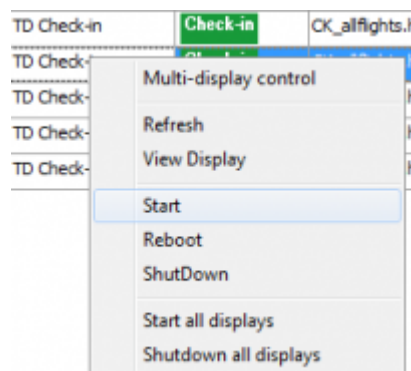 TD Check-in Check-in CK_allflights.
TD Check-
Multi-display control
TD Check-
Refresh
TD Check-
View Display
TD Check-
Start
Reboot
ShutDown
Start all displays
Shutdown all displays